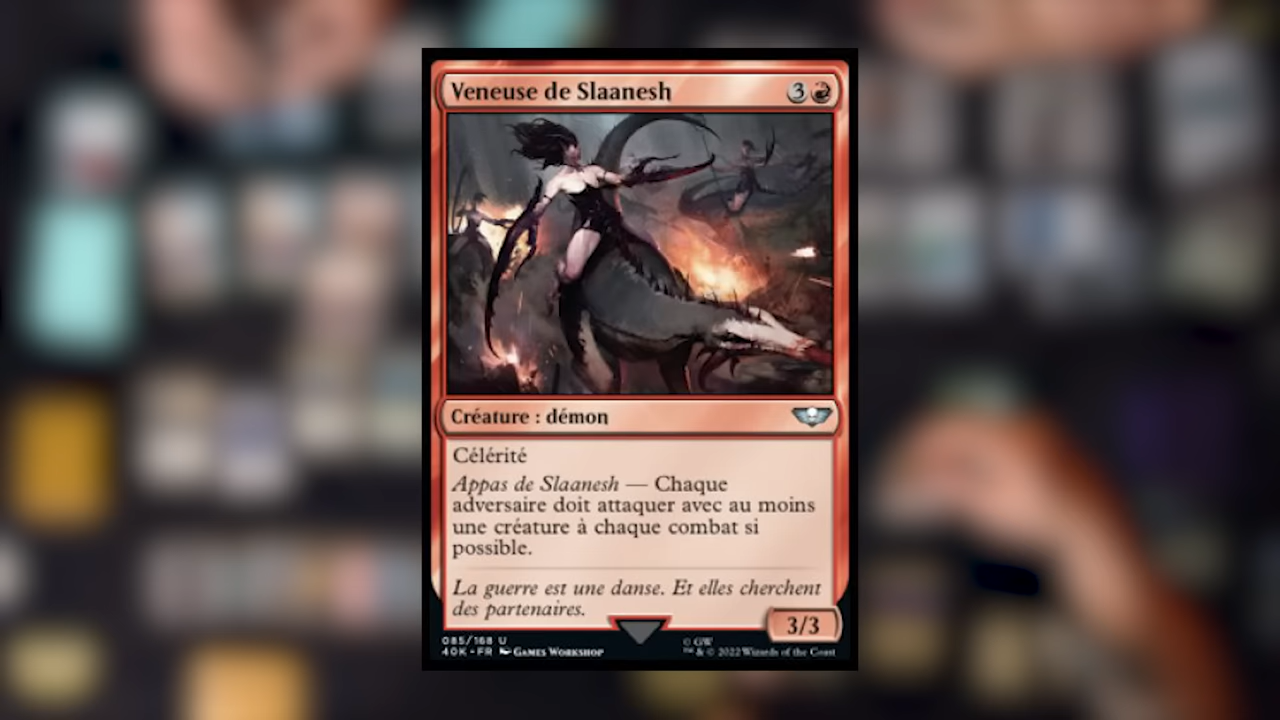 Veneuse de Slaanesh 3
Créature : démon
Célérité
Appas de Slaanesh — Chaque
adversaire doit attaquer avec au moins
une créature à chaque combat si
possible.
La guerre est une danse. Et elles cherchent
des partenaires.
3/3
085/168 U
40K • FR GAMES WORKSHOP
© GW
™ & © 2022 Wizards of the Coast